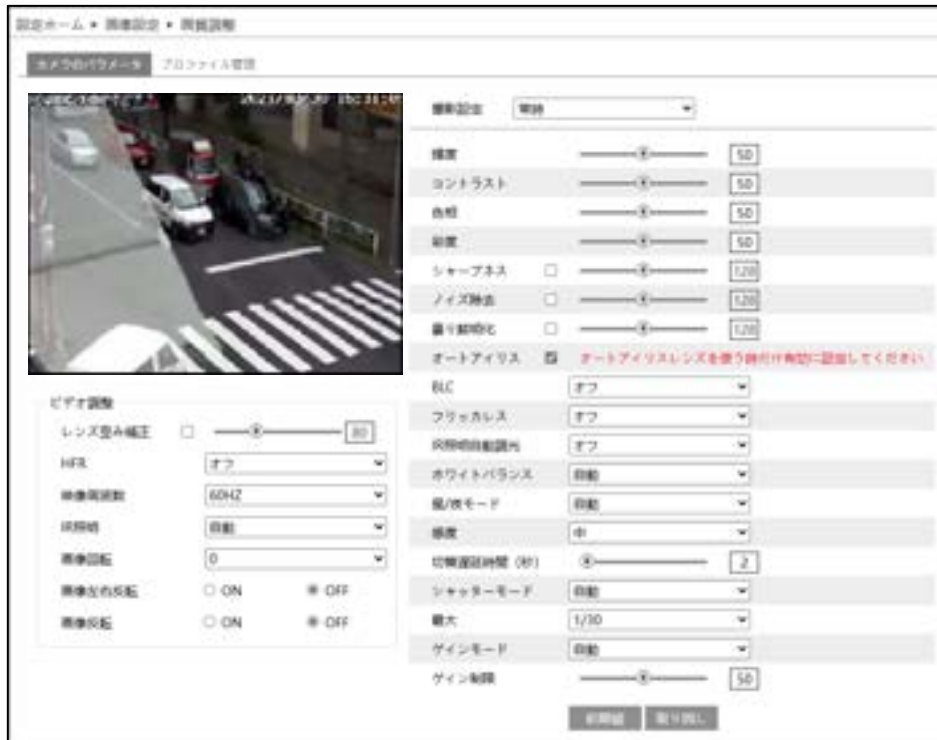 設定ホーム ▸ 画像設定 ▸ 画質調整
カメラのパラメータ プロファイル管理
撮影設定 常時
輝度 50
コントラスト 50
色相 50
彩度 50
シャープネス 128
ノイズ除去 128
曇り鮮明化 128
オートアイリス オートアイリスレンズを使う時だけ有効に設定してください
BLC オフ
フリッカレス オフ
IR照明自動調光 オフ
ホワイトバランス 自動
昼/夜モード 自動
感度 中
切替遅延時間（秒） 2
シャッターモード 自動
最大 1/30
ゲインモード 自動
ゲイン制限 50
初期値 取り消し
ビデオ調整
レンズ歪み補正 80
HFR オフ
映像周波数 60HZ
IR照明 自動
画像回転 0
画像左右反転 ON OFF
画像反転 ON OFF